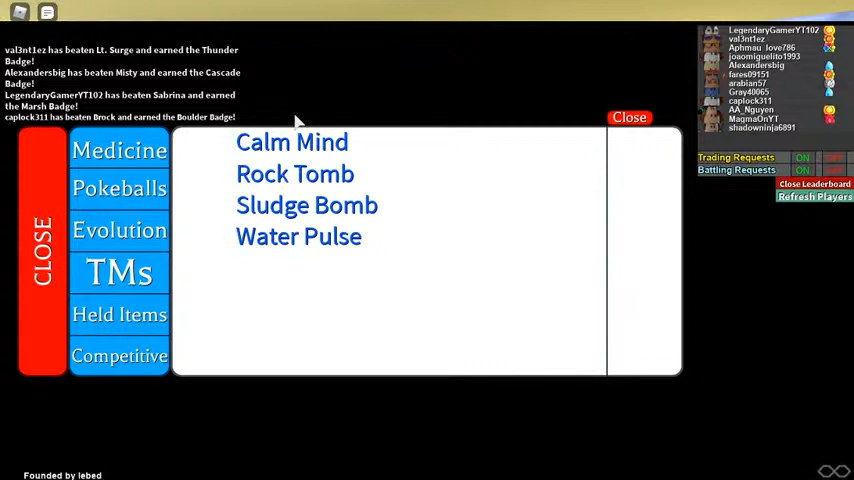 val3nt1ez has beaten Lt. Surge and earned the Thunder
Badge!
Alexandersbig has beaten Misty and earned the Cascade
Badge!
LegendaryGamerYT102 has beaten Sabrina and earned
the Marsh Badge!
caplock311 has beaten Brock and earned the Boulder Badge!
LegendaryGamerYT102
val3nt1ez
Aphmau_love786
joaomiguelito1993
Alexandersbig
fares09151
arabian57
Gray40065
caplock311
AA_Nguyen
MagmaOnYT
shadowninja6891
Trading Requests ON OFF
Battling Requests ON OFF
Close Leaderboard
Refresh Players
Close
CLOSE
Medicine
Pokeballs
Evolution
TMs
Held Items
Competitive
Calm Mind
Rock Tomb
Sludge Bomb
Water Pulse
Founded by lebed